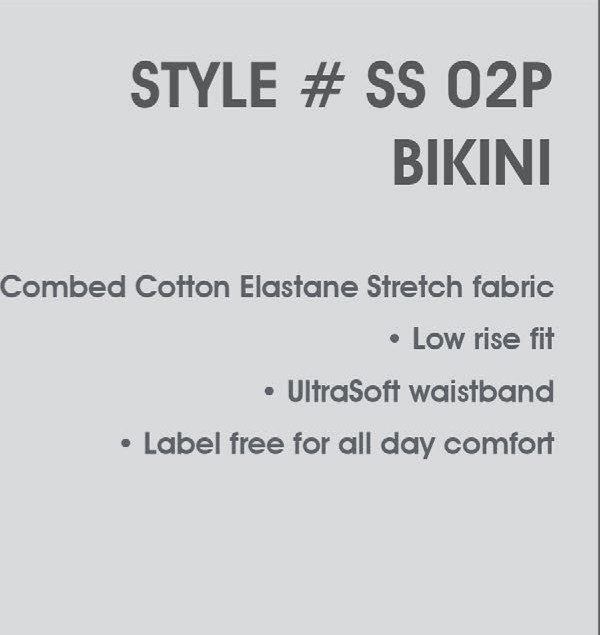 STYLE # SS 02P
BIKINI
Combed Cotton Elastane Stretch fabric
• Low rise fit
• UltraSoft waistband
• Label free for all day comfort